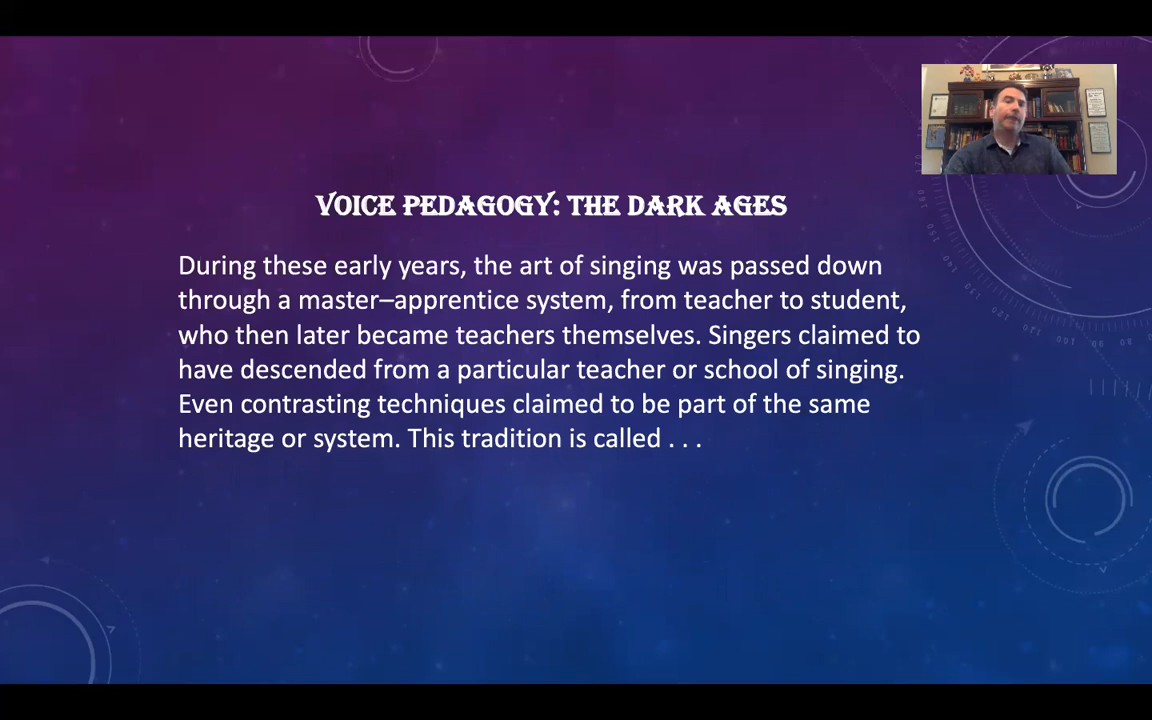 VOICE PEDAGOGY: THE DARK AGES
During these early years, the art of singing was passed down
through a master–apprentice system, from teacher to student,
who then later became teachers themselves. Singers claimed to
have descended from a particular teacher or school of singing.
Even contrasting techniques claimed to be part of the same
heritage or system. This tradition is called . . .